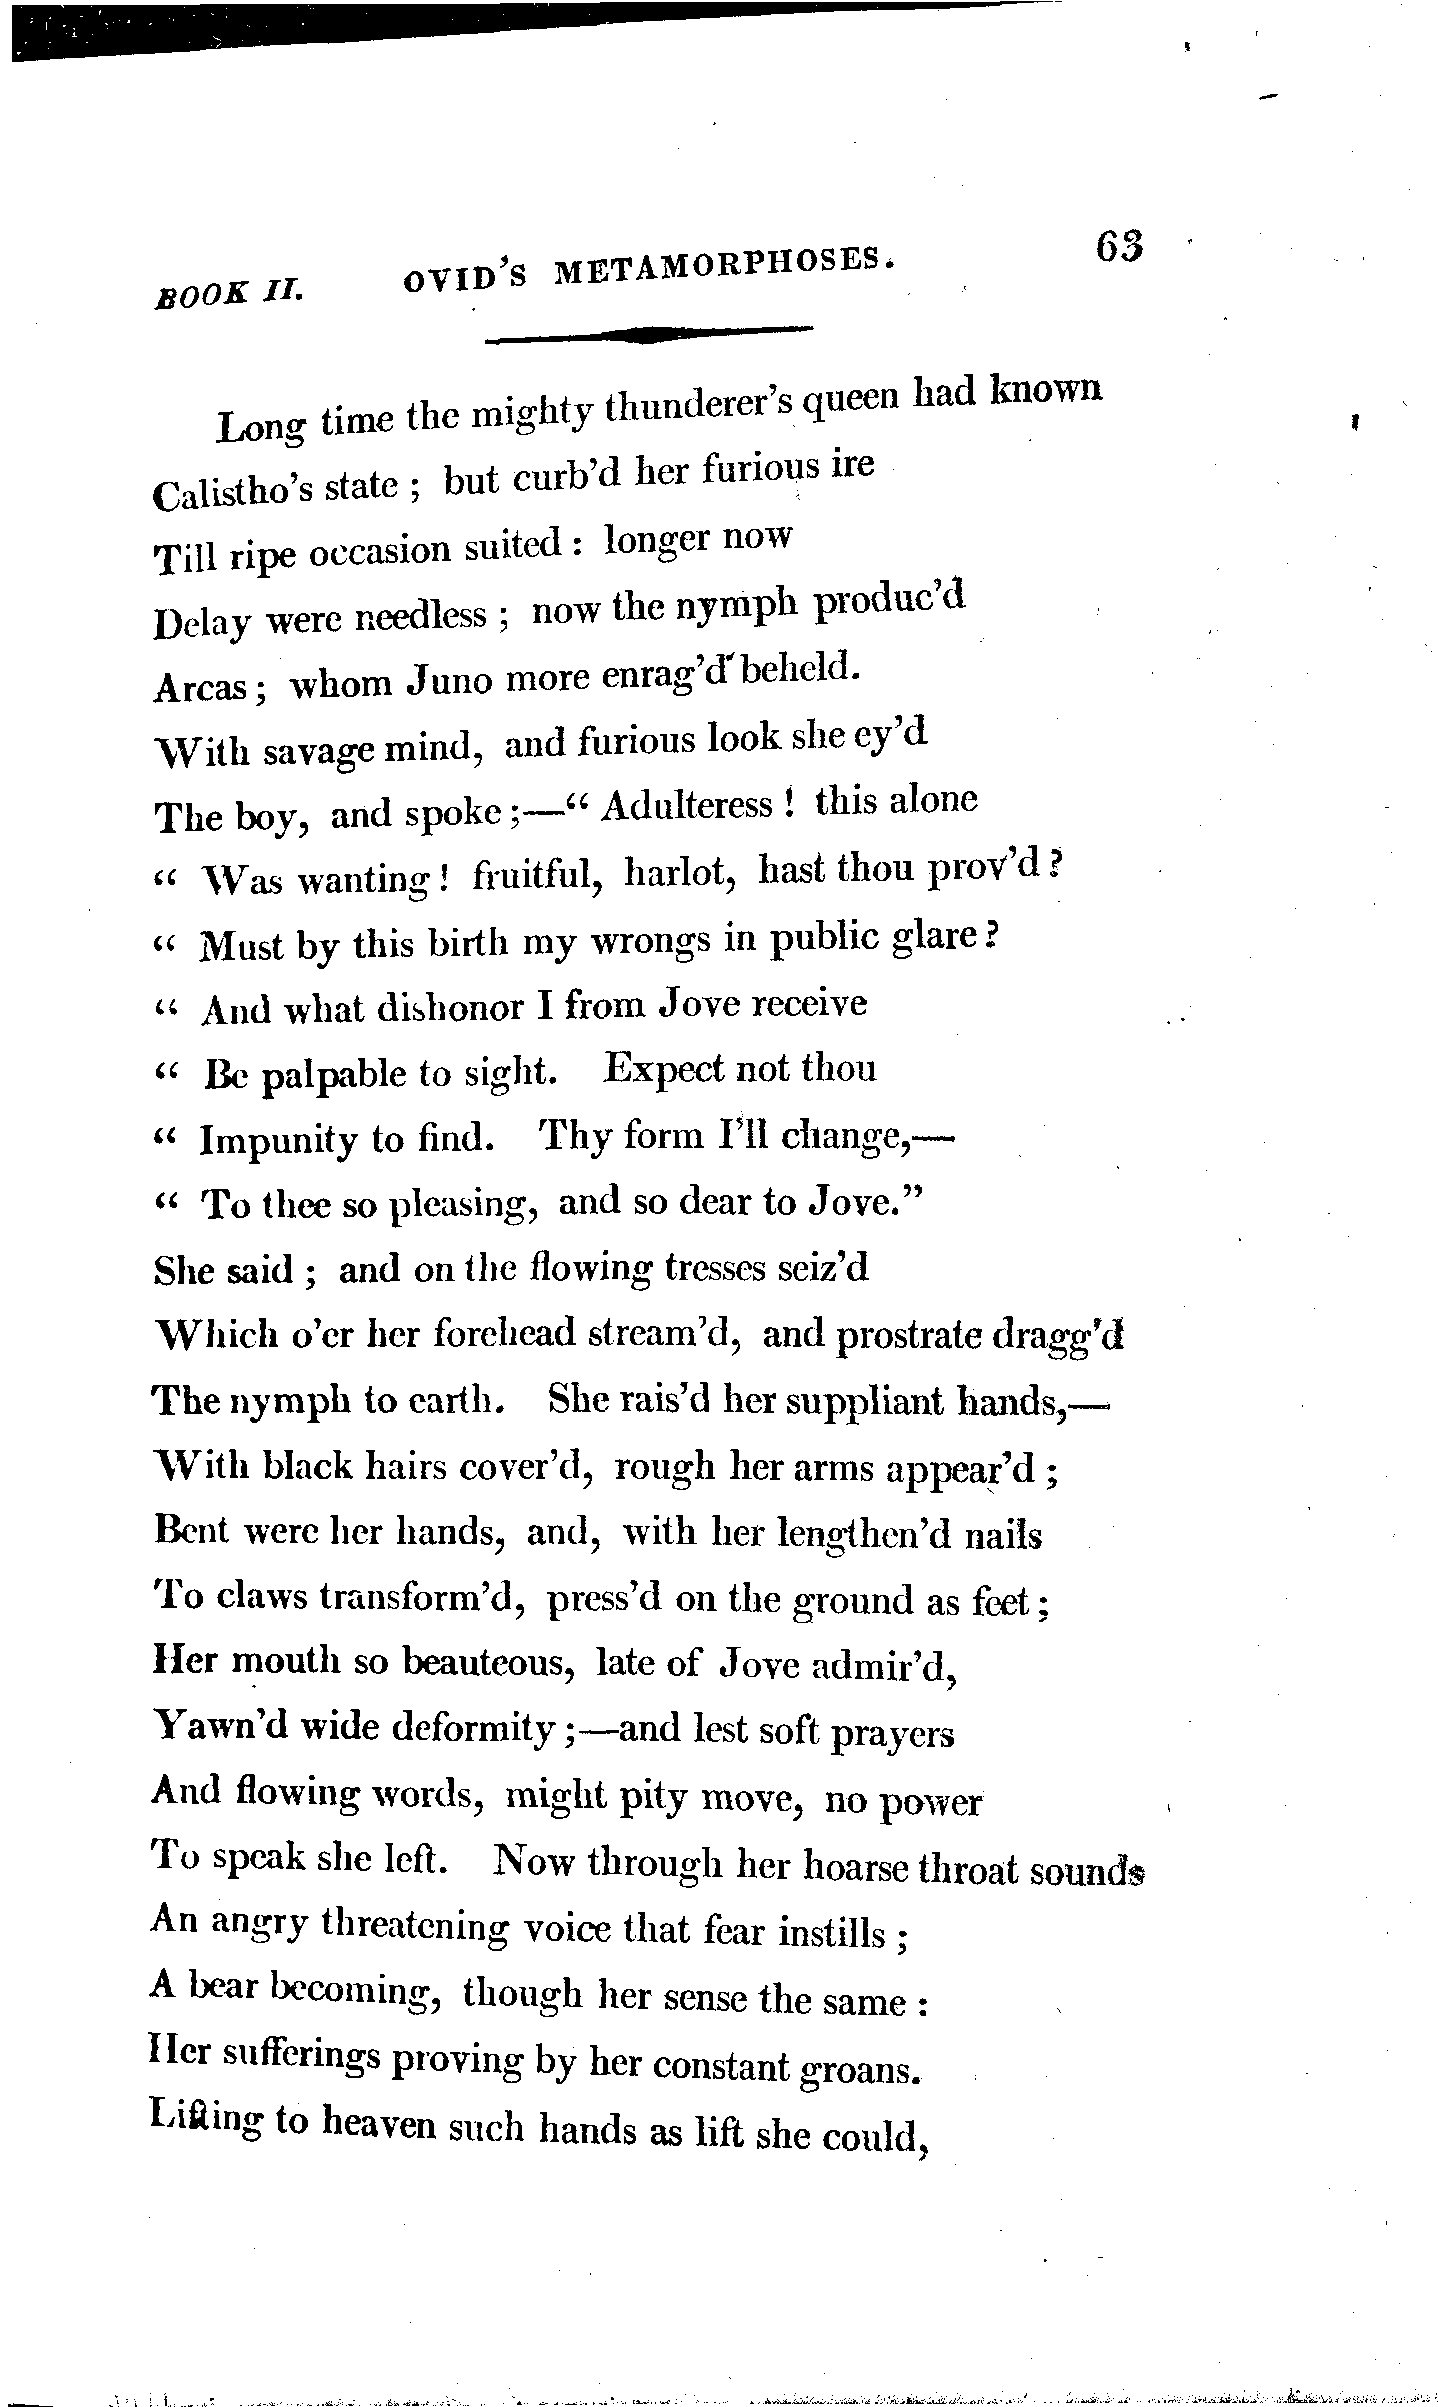 BOOK II. OVID'S METAMORPHOSES. 63
Long time the mighty thunderer's queen had known
Calistho's state ; but curb'd her furious ire
Till ripe occasion suited : longer now
Delay were needless ; now the nymph produc'd
Arcas ; whom Juno more enrag'd beheld.
With savage mind, and furious look she ey'd
The boy, and spoke ;—“ Adulteress ! this alone
“ Was wanting ! fruitful, harlot, hast thou prov'd ?
“ Must by this birth my wrongs in public glare ?
“ And what dishonor I from Jove receive
“ Be palpable to sight. Expect not thou
“ Impunity to find. Thy form I'll change,—
“ To thee so pleasing, and so dear to Jove.”
She said ; and on the flowing tresses seiz'd
Which o'er her forehead stream'd, and prostrate dragg'd
The nymph to earth. She rais'd her suppliant hands,—
With black hairs cover'd, rough her arms appear'd ;
Bent were her hands, and, with her lengthen'd nails
To claws transform'd, press'd on the ground as feet ;
Her mouth so beauteous, late of Jove admir'd,
Yawn'd wide deformity ;—and lest soft prayers
And flowing words, might pity move, no power
To speak she left. Now through her hoarse throat sounds
An angry threatening voice that fear instills ;
A bear becoming, though her sense the same :
Her sufferings proving by her constant groans.
Lifting to heaven such hands as lift she could,